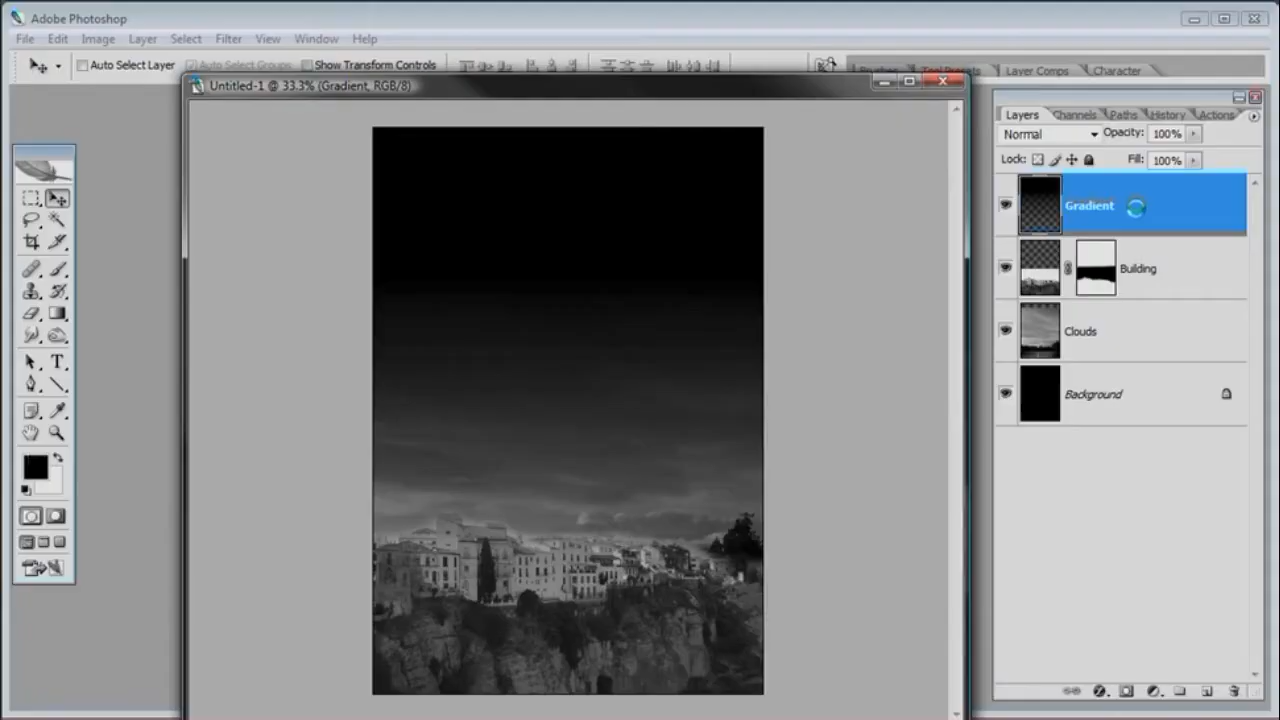 Adobe Photoshop
File Edit Image Layer Select Filter View Window Help
Auto Select Layer Auto Select Groups Show Transform Controls
Brushes Tool Presets Layer Comps Character
Untitled-1 @ 33.3% (Gradient, RGB/8)
Layers Channels Paths History Actions
Normal Opacity: 100%
Lock: Fill: 100%
Gradient
Building
Clouds
Background
T